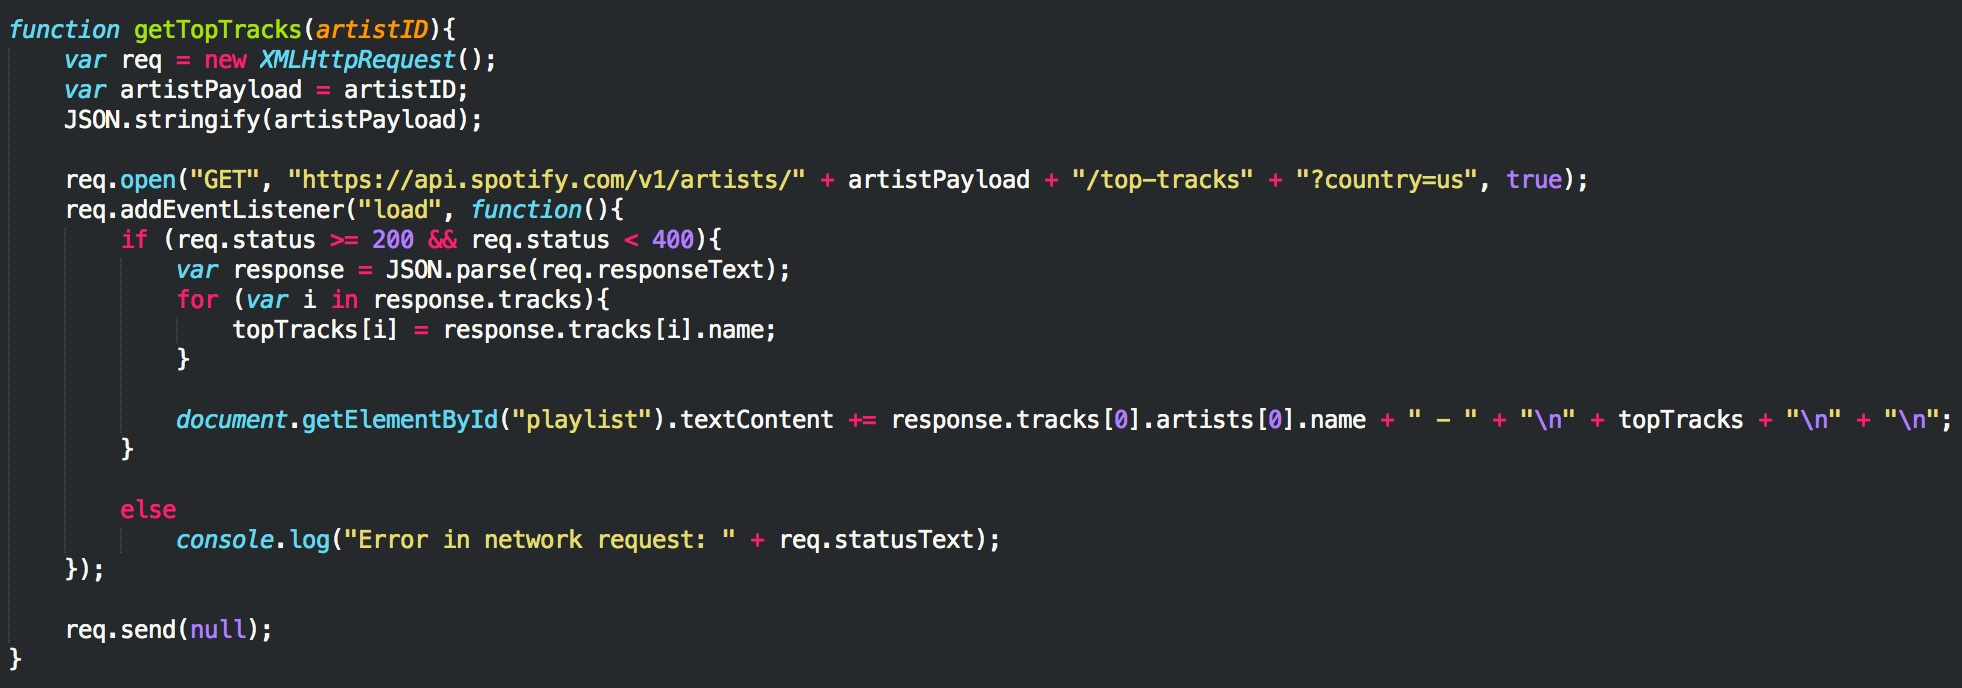 function getTopTracks(artistID){
    var req = new XMLHttpRequest();
    var artistPayload = artistID;
    JSON.stringify(artistPayload);

    req.open("GET", "https://api.spotify.com/v1/artists/" + artistPayload + "/top-tracks" + "?country=us", true);
    req.addEventListener("load", function(){
        if (req.status >= 200 && req.status < 400){
            var response = JSON.parse(req.responseText);
            for (var i in response.tracks){
                topTracks[i] = response.tracks[i].name;
            }

            document.getElementById("playlist").textContent += response.tracks[0].artists[0].name + " - " + "\n" + topTracks + "\n" + "\n";
        }

        else
            console.log("Error in network request: " + req.statusText);
    });

    req.send(null);
}